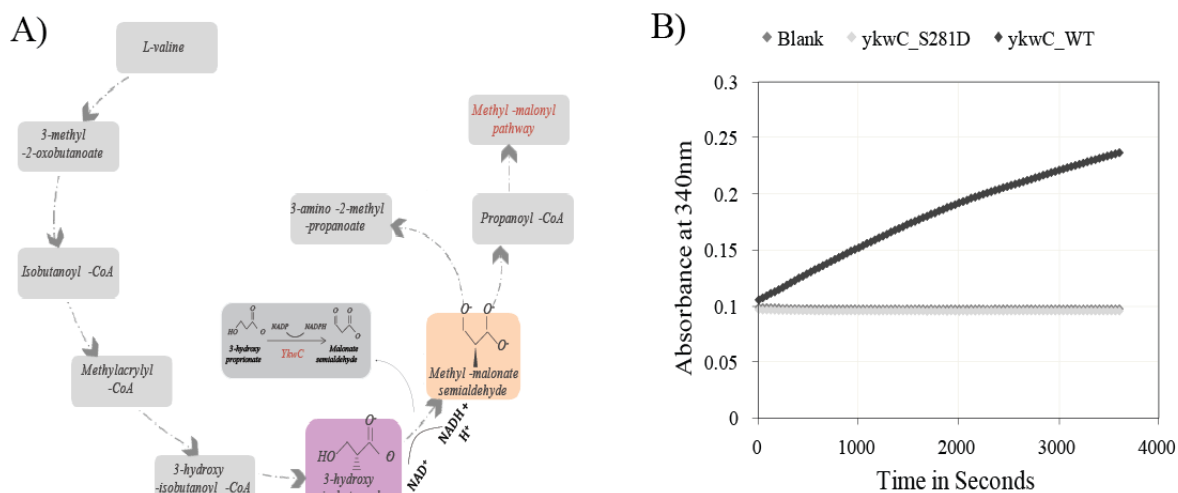 A)
L-valine
3-methyl
-2-oxobutanoate
Isobutanoyl -CoA
Methylacrylyl
-CoA
3-hydroxy
-isobutanoyl -CoA
HO
O-
O
3-hydroxy
NAD+
NADH +
H+
O-
O-
O-
Methyl -malonate
semialdehyde
3-amino -2-methyl
-propanoate
Propanoyl -CoA
Methyl -malonyl
pathway
HO
O
O
3-hydroxy
proprionate
NADP
NADPH
YkwC
O
O
O
Malonate
semialdehyde
B)
Blank
ykwC_S281D
ykwC_WT
Absorbance at 340nm
0.3
0.25
0.2
0.15
0.1
0.05
0
0
1000
2000
3000
4000
Time in Seconds